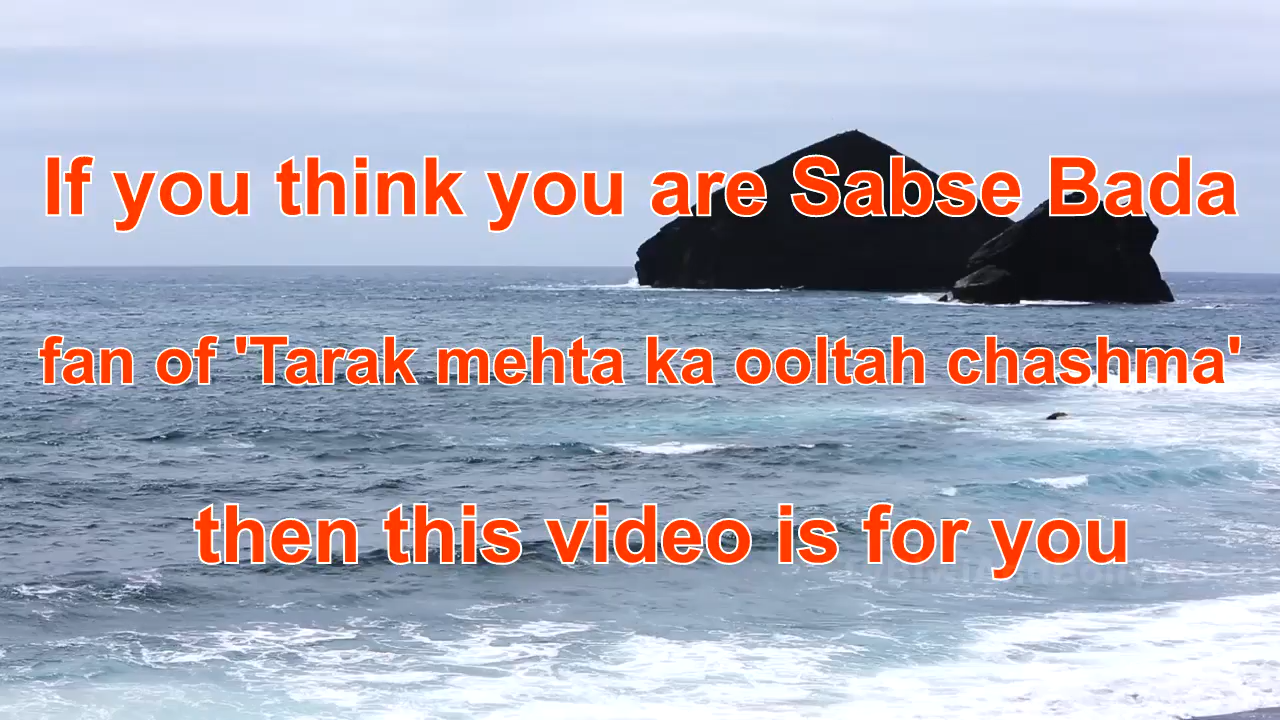 If you think you are Sabse Bada
fan of 'Tarak mehta ka ooltah chashma'
then this video is for you